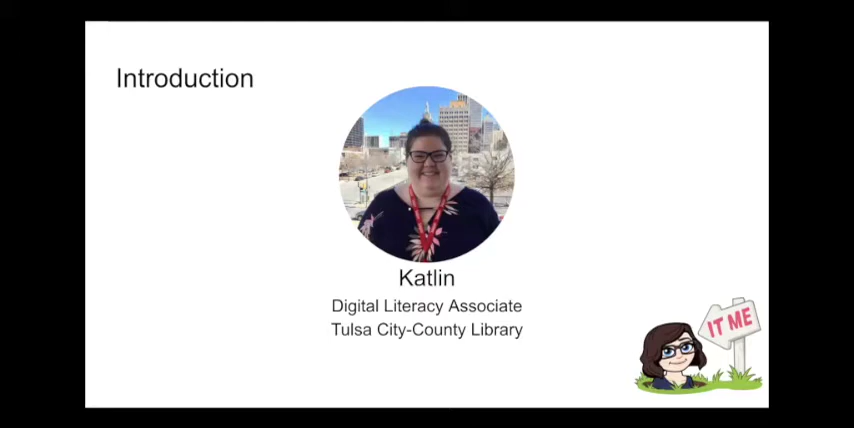 Introduction
Katlin
Digital Literacy Associate
Tulsa City-County Library
IT ME